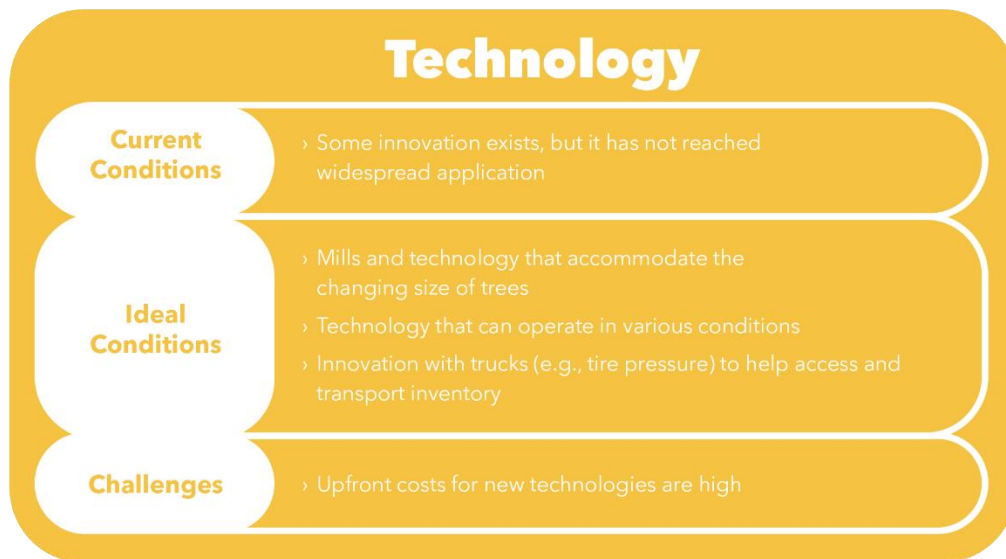 Technology
Current
Conditions
› Some innovation exists, but it has not reached
widespread application
Ideal
Conditions
› Mills and technology that accommodate the
changing size of trees
› Technology that can operate in various conditions
› Innovation with trucks (e.g., tire pressure) to help access and
transport inventory
Challenges
› Upfront costs for new technologies are high